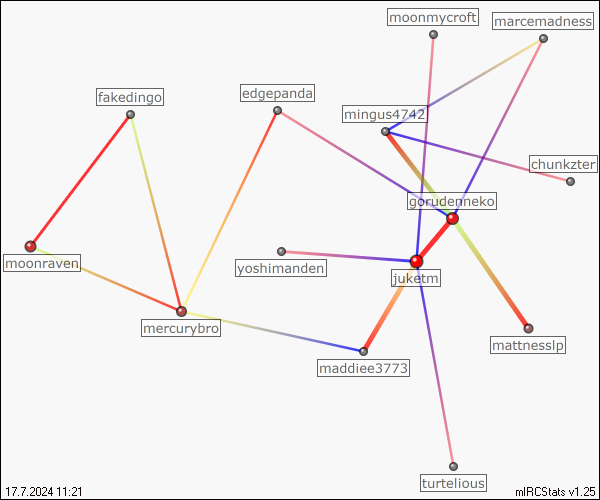 moonmycroft
marcemadness
edgepanda
fakedingo
mingus4742
chunkzter
gorudenneko
moonraven
yoshimanden
juketm
mercurybro
mattnesslp
maddiee3773
turtelious
17.7.2024 11:21
mIRCStats v1.25